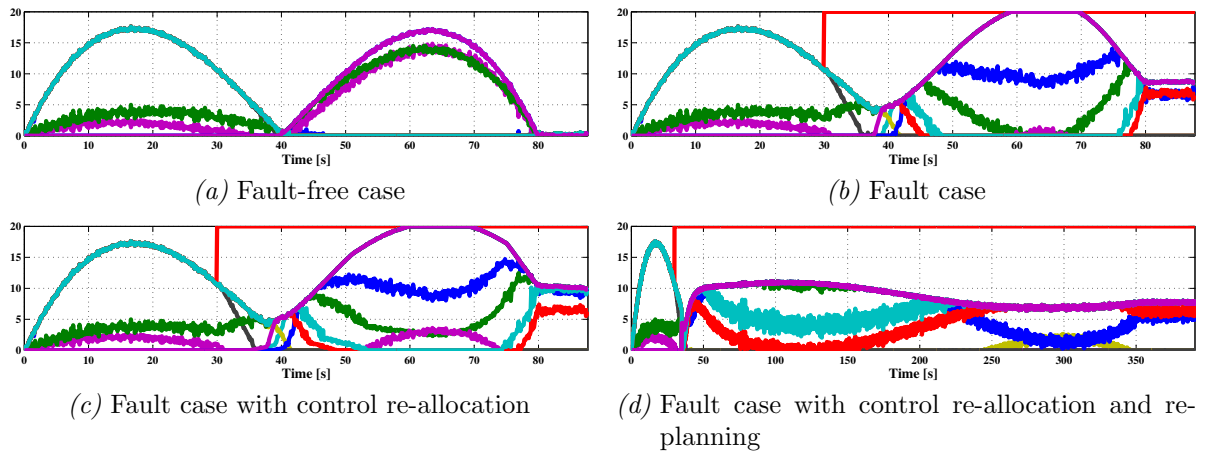 20
15
10
5
0
0 10 20 30 40 50 60 70 80
Time [s]
(a) Fault-free case
20
15
10
5
0
0 10 20 30 40 50 60 70 80
Time [s]
(b) Fault case
20
15
10
5
0
0 10 20 30 40 50 60 70 80
Time [s]
(c) Fault case with control re-allocation
20
15
10
5
0
50 100 150 200 250 300 350
Time [s]
(d) Fault case with control re-allocation and re-
planning